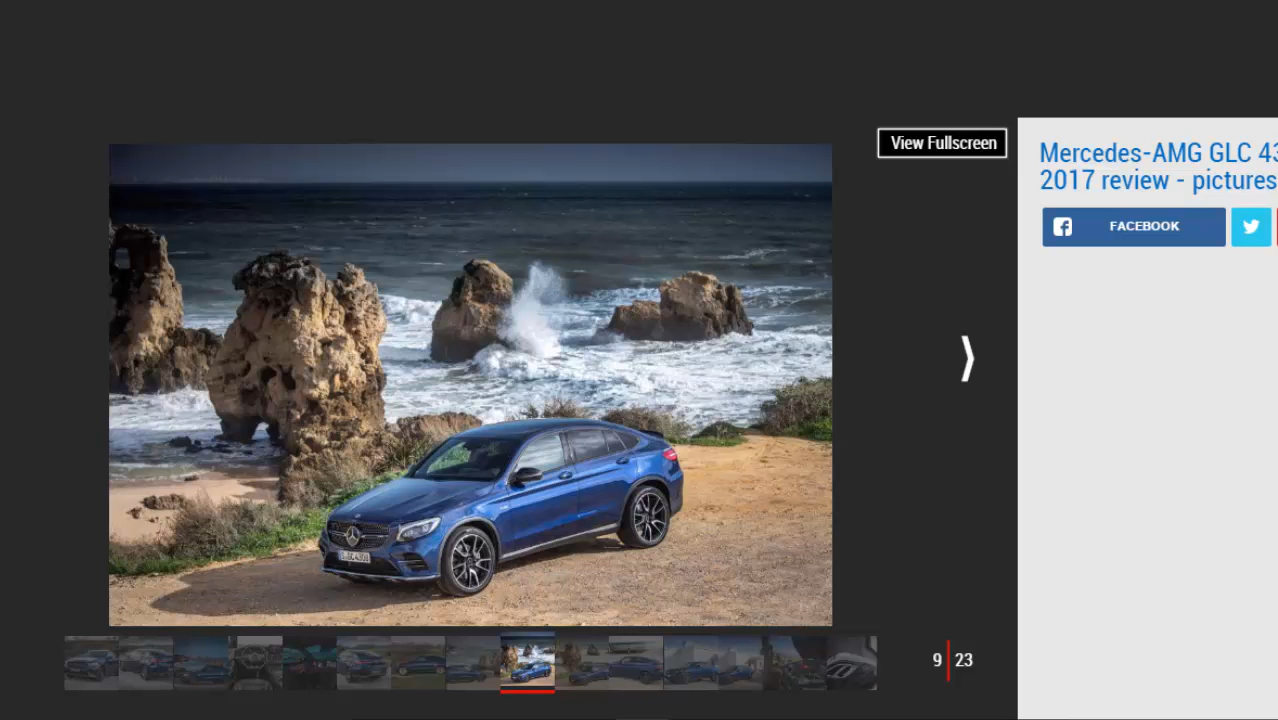 View Fullscreen
Mercedes-AMG GLC 43
2017 review - pictures
FACEBOOK
9 23